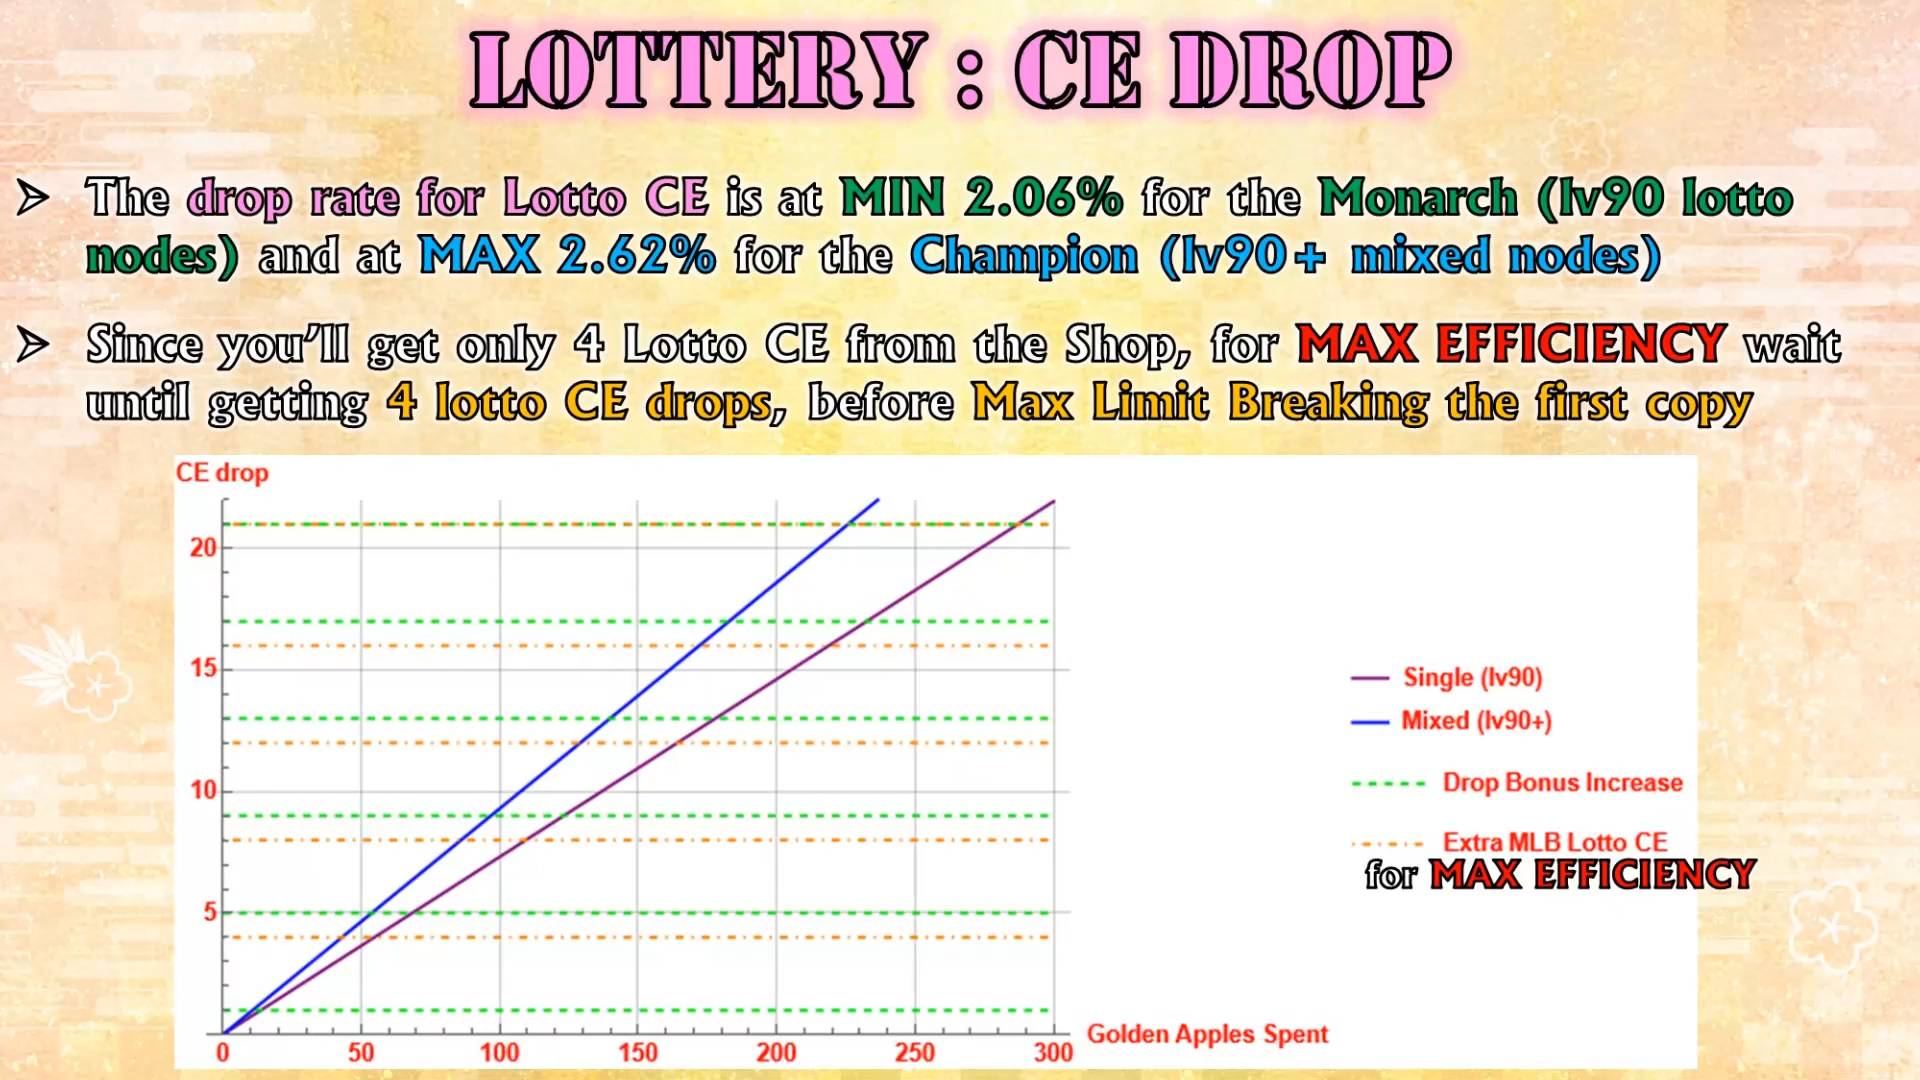 LOTTERY : CE DROP
The drop rate for Lotto CE is at MIN 2.06% for the Monarch (lv90 lotto
nodes) and at MAX 2.62% for the Champion (lv90+ mixed nodes)
Since you'll get only 4 Lotto CE from the Shop, for MAX EFFICIENCY wait
until getting 4 lotto CE drops, before Max Limit Breaking the first copy
CE drop
20
15
10
5
0 50 100 150 200 250 300
Golden Apples Spent
Single (lv90)
Mixed (lv90+)
Drop Bonus Increase
Extra MLB Lotto CE
for MAX EFFICIENCY